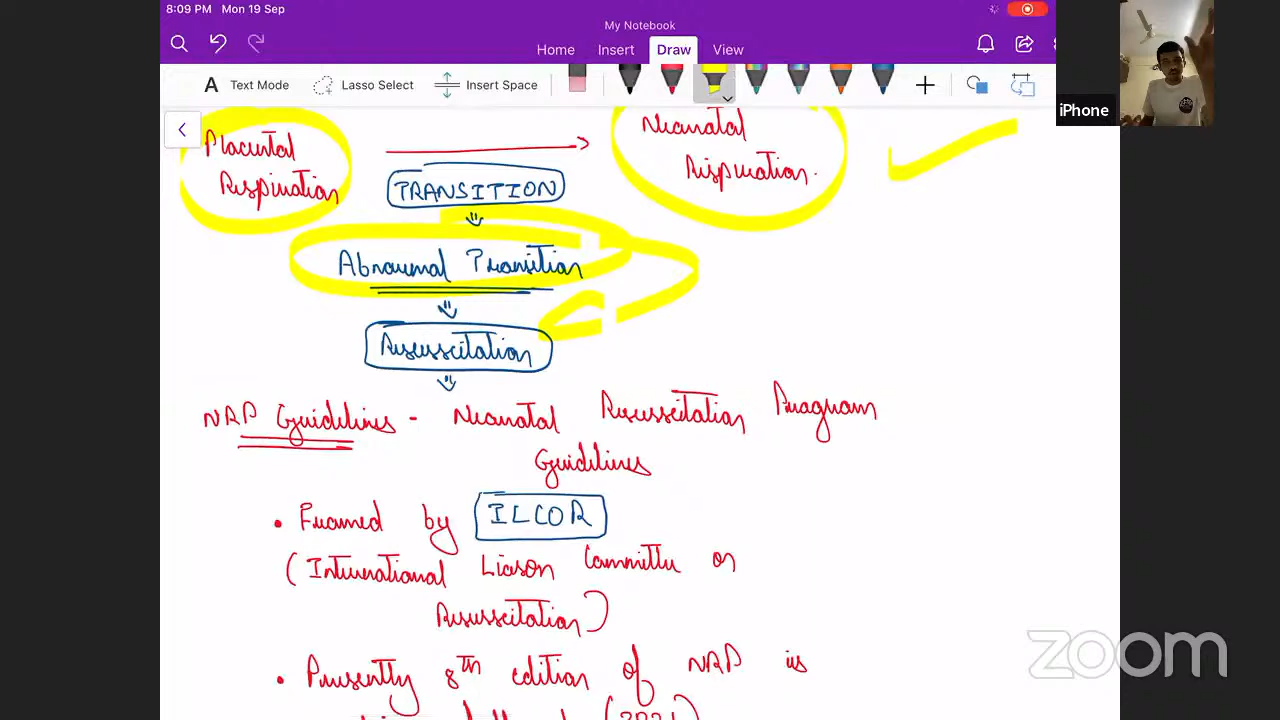 8:09 PM Mon 19 Sep
My Notebook
Home Insert Draw View
Text Mode Lasso Select Insert Space
iPhone
Placental Neonatal
Respiration Respiration.
TRANSITION
Abnormal Transition
Resuscitation
NRP Guidelines - Neonatal Resuscitation Program
Guidelines
• Framed by ILCOR
(International Liason Committee on
Resuscitation)
• Presently 8th edition of NRP is
(2021)
zoom